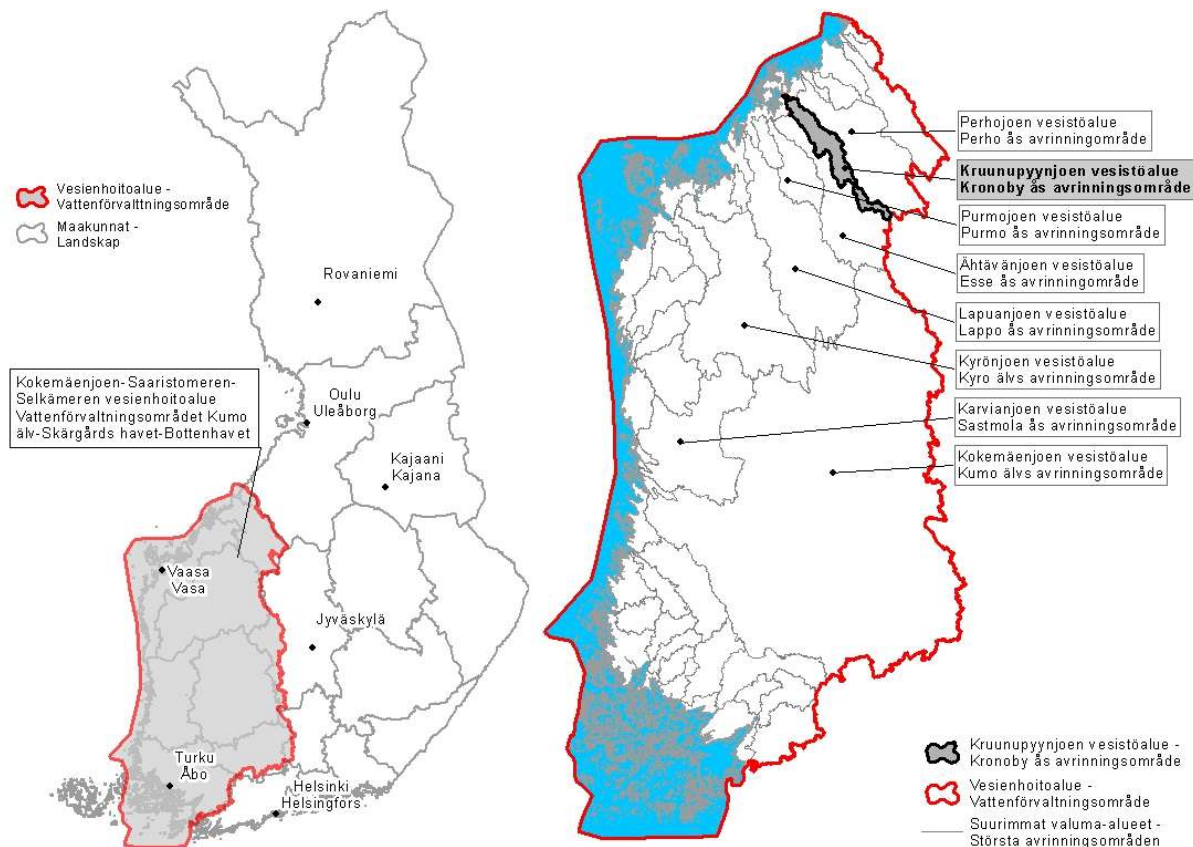 Vesienhoitoalue -
Vattenförvalttningsområde
Maakunnat -
Landskap
Rovaniemi
Kokemäenjoen-Saaristomeren-
Selkämeren vesienhoitoalue
Vattenförvaltningsområdet Kumo
älv-Skärgårds havet-Bottenhavet
Oulu
Uleåborg
Kajaani
Kajana
Vaasa
Vasa
Jyväskylä
Turku
Åbo
Helsinki
Helsingfors
Perhojoen vesistöalue
Perho ås avrinningområde
Kruunupyynjoen vesistöalue
Kronoby ås avrinningsområde
Purmojoen vesistöalue
Purmo ås avrinningsområde
Ähtävänjoen vesistöalue
Esse ås avrinningsområde
Lapuanjoen vesistöalue
Lappo ås avrinningsområde
Kyrönjoen vesistöalue
Kyro älvs avrinningsområde
Karvianjoen vesistöalue
Sastmola ås avrinningsområde
Kokemäenjoen vesistöalue
Kumo älvs avrinningsområde
Kruunupyynjoen vesistöalue -
Kronoby ås avrinningsområde
Vesienhoitoalue -
Vattenförvaltningsområde
Suurimmat valuma-alueet -
Största avrinningsområden